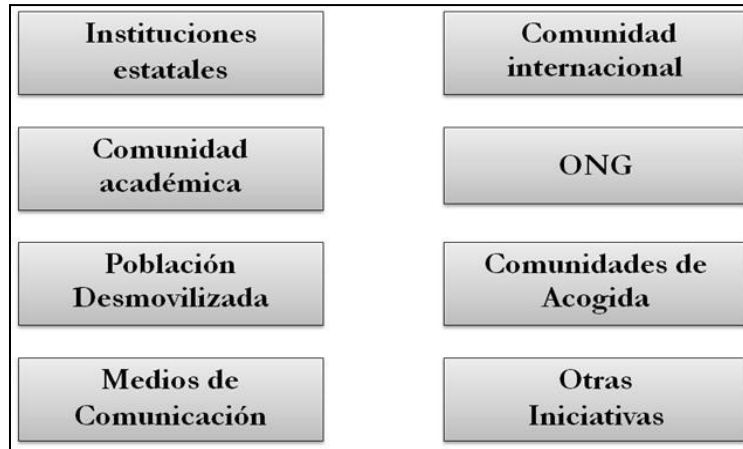 Instituciones
estatales
Comunidad
internacional
Comunidad
académica
ONG
Población
Desmovilizada
Comunidades de
Acogida
Medios de
Comunicación
Otras
Iniciativas